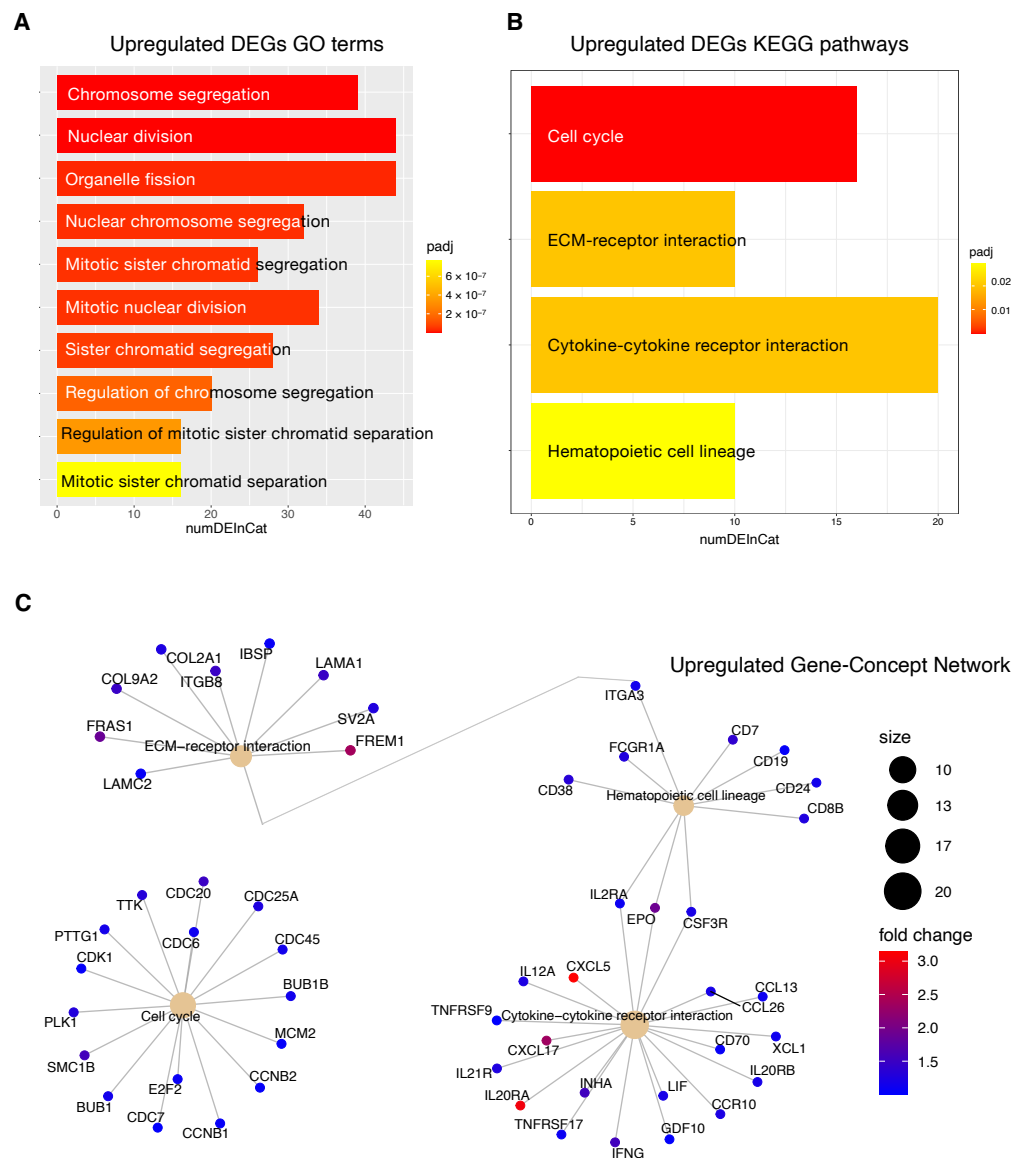 A
Upregulated DEGs GO terms
Chromosome segregation
Nuclear division
Organelle fission
Nuclear chromosome segregation
Mitotic sister chromatid segregation
Mitotic nuclear division
Sister chromatid segregation
Regulation of chromosome segregation
Regulation of mitotic sister chromatid separation
Mitotic sister chromatid separation
0 10 20 30 40
numDEInCat
padj
6 × 10⁻⁷
4 × 10⁻⁷
2 × 10⁻⁷
B
Upregulated DEGs KEGG pathways
Cell cycle
ECM-receptor interaction
Cytokine-cytokine receptor interaction
Hematopoietic cell lineage
0 5 10 15 20
numDEInCat
padj
0.02
0.01
C
Upregulated Gene-Concept Network
IBSP
COL2A1
LAMA1
ITGB8
COL9A2
SV2A
FRAS1
FREM1
ECM-receptor interaction
LAMC2
ITGA3
CD7
FCGR1A
CD19
CD38
CD24
Hematopoietic cell lineage
CD8B
IL2RA
EPO
CSF3R
CDC20
CDC25A
TTK
PTTG1
CDC6
CDC45
CDK1
BUB1B
PLK1
Cell cycle
MCM2
SMC1B
CCNB2
E2F2
BUB1
CDC7
CCNB1
CXCL5
IL12A
CCL13
CCL26
TNFRSF9
Cytokine-cytokine receptor interaction
CD70
XCL1
CXCL17
IL21R
IL20RB
INHA
LIF
IL20RA
CCR10
TNFRSF17
GDF10
IFNG
size
10
13
17
20
fold change
3.0
2.5
2.0
1.5